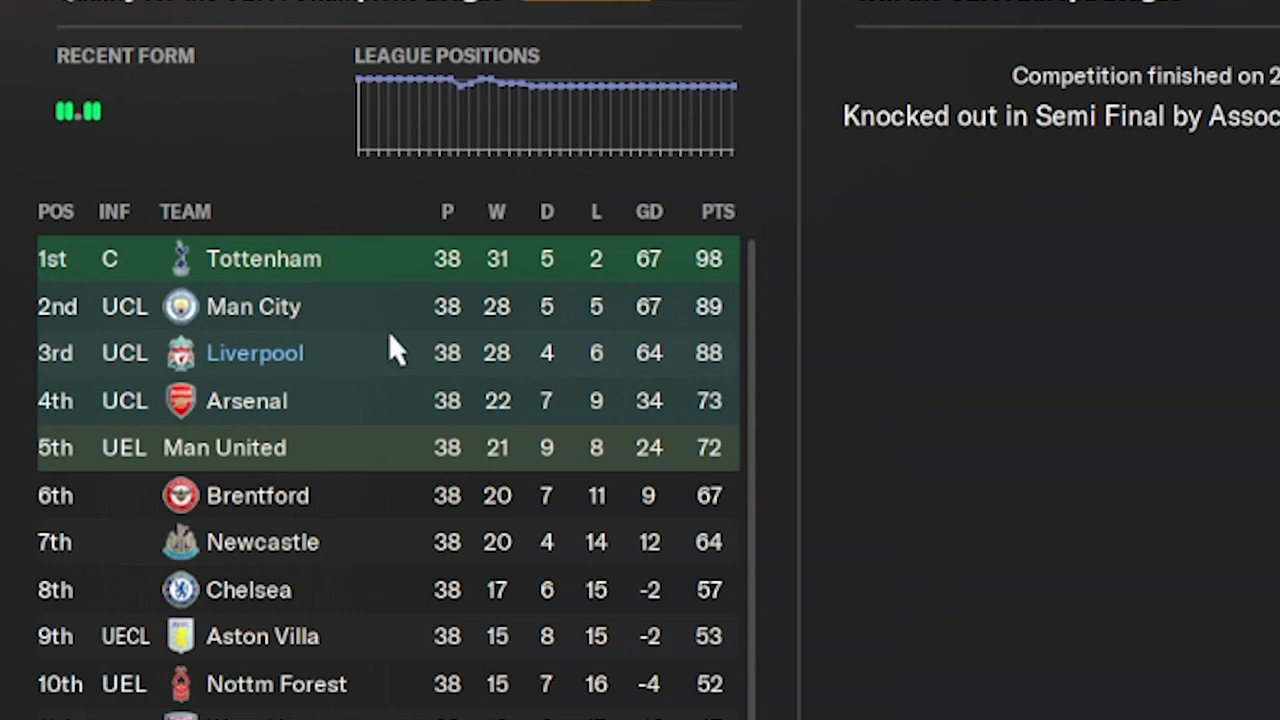 RECENT FORM
LEAGUE POSITIONS
Competition finished on 2
Knocked out in Semi Final by Assoc
POS INF TEAM P W D L GD PTS
1st C Tottenham 38 31 5 2 67 98
2nd UCL Man City 38 28 5 5 67 89
3rd UCL Liverpool 38 28 4 6 64 88
4th UCL Arsenal 38 22 7 9 34 73
5th UEL Man United 38 21 9 8 24 72
6th Brentford 38 20 7 11 9 67
7th Newcastle 38 20 4 14 12 64
8th Chelsea 38 17 6 15 -2 57
9th UECL Aston Villa 38 15 8 15 -2 53
10th UEL Nottm Forest 38 15 7 16 -4 52